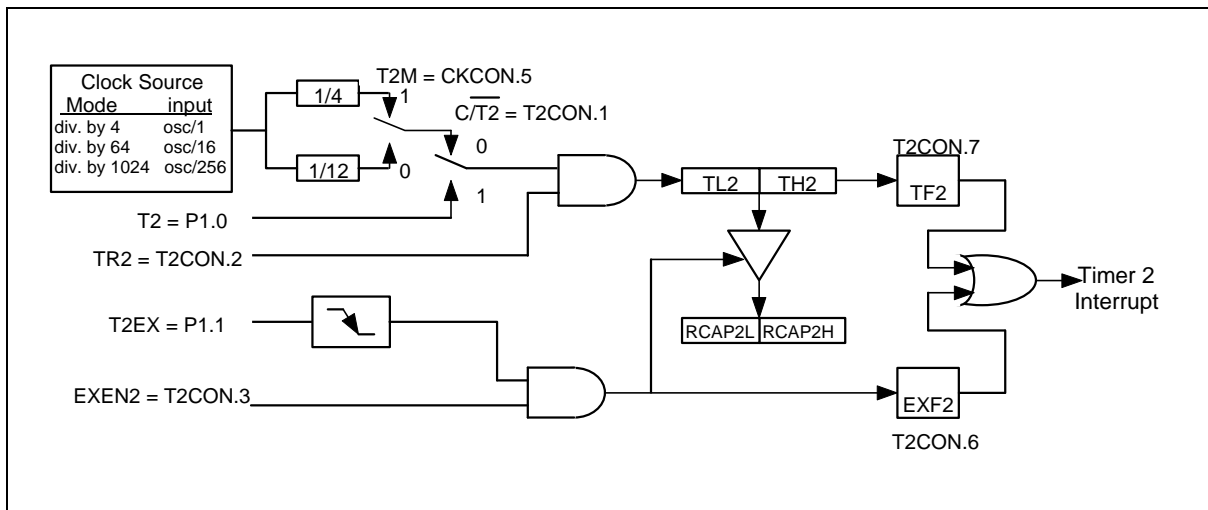 Clock Source
Mode input
div. by 4 osc/1
div. by 64 osc/16
div. by 1024 osc/256
1/4
1/12
T2M = CKCON.5
1
0
C/T2 = T2CON.1
0
1
T2 = P1.0
TR2 = T2CON.2
T2EX = P1.1
EXEN2 = T2CON.3
TL2 TH2
RCAP2L RCAP2H
T2CON.7
TF2
EXF2
T2CON.6
Timer 2
Interrupt